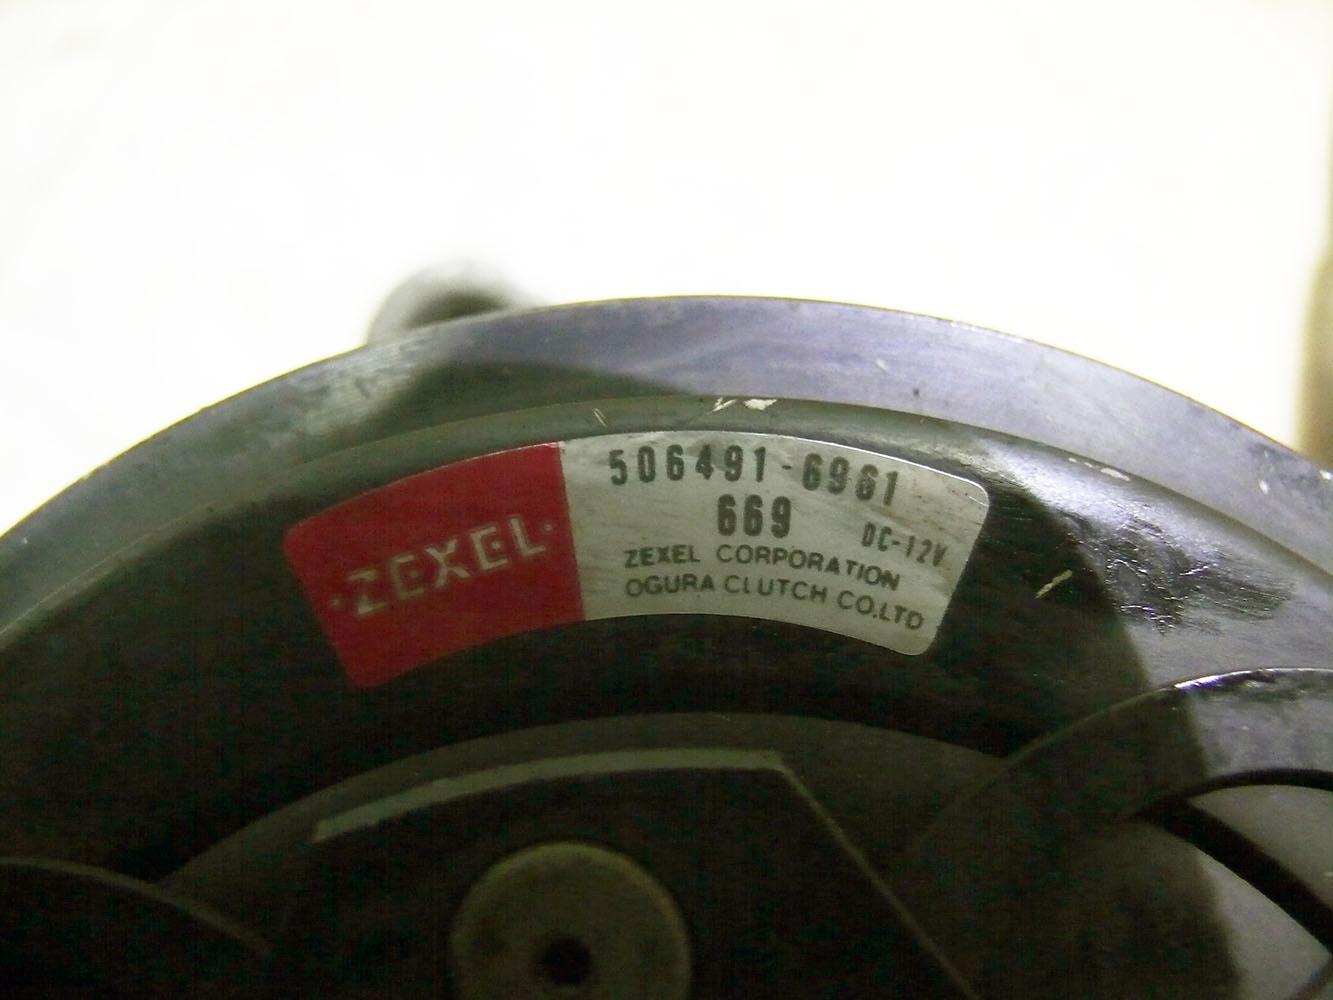 ·ZEXEL·
506491-6961
669 DC-12V
ZEXEL CORPORATION
OGURA CLUTCH CO.LTD